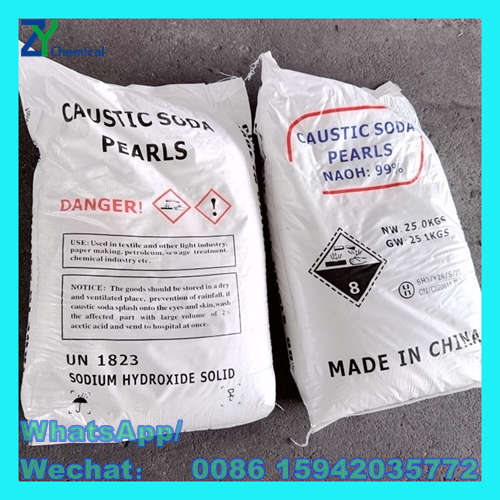 ZY Chemical
CAUSTIC SODA
PEARLS
DANGER!
USE: Used in textile and other light industry,
paper making, petroleum, sewage treatment,
chemical industry etc.
NOTICE : The goods should be stored in a dry
and ventilated place, prevention of rainfall, if
caustic soda splash onto the eyes and skin,wash
the affected part with large volume of 2%
acetic acid and send to hospital at once.
UN 1823
SODIUM HYDROXIDE SOLID
CAUSTIC SODA
PEARLS
NAOH: 99%
NW. 25.0KGS
GW 25.1KGS
8
MADE IN CHINA
WhatsApp/
Wechat: 0086 15942035772